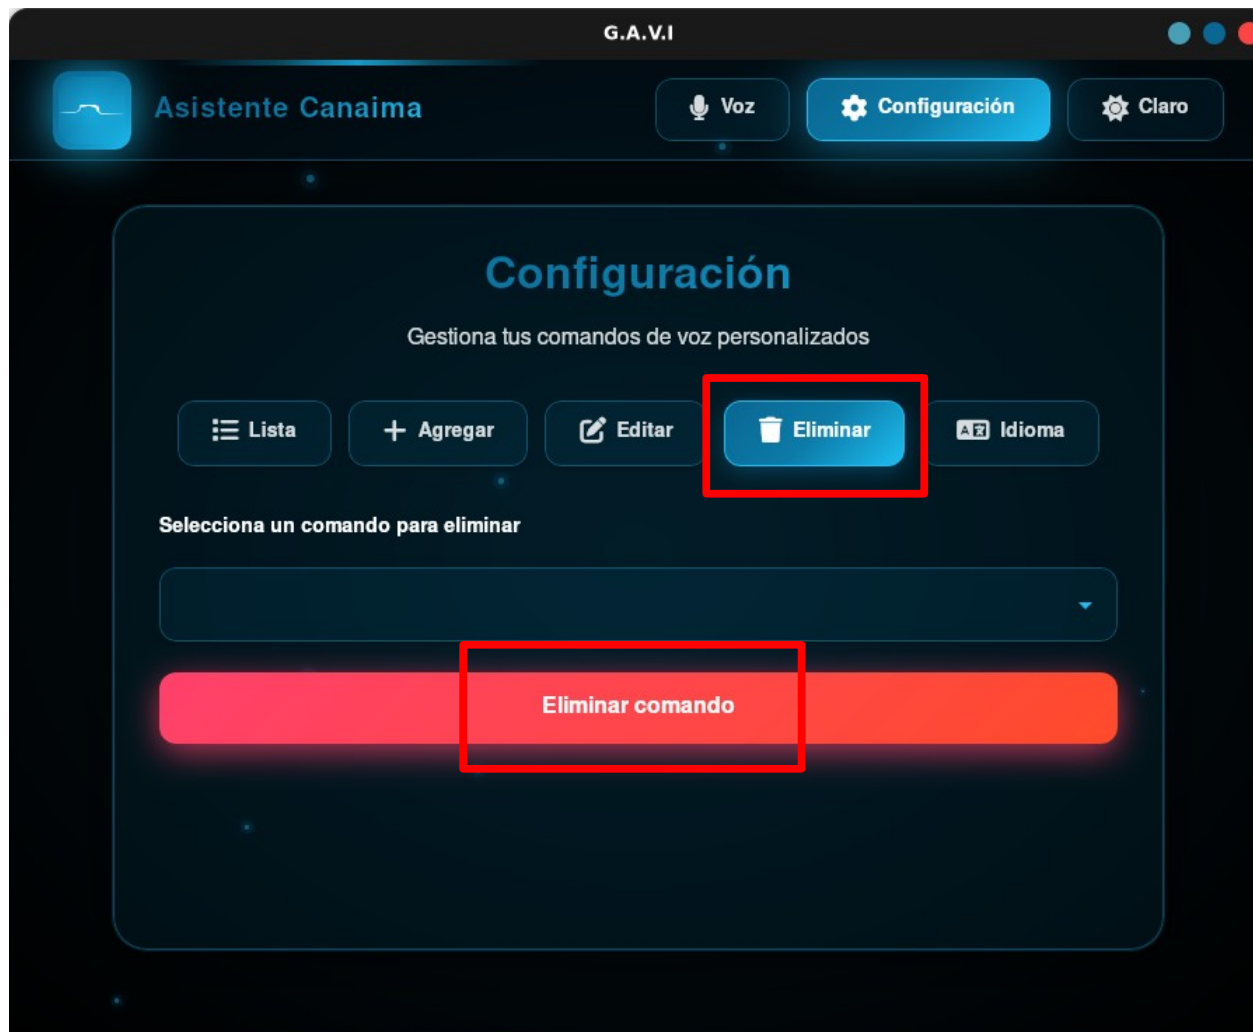 G.A.V.I
Asistente Canaima
Voz
Configuración
Claro
Configuración
Gestiona tus comandos de voz personalizados
Lista
Agregar
Editar
Eliminar
Idioma
Selecciona un comando para eliminar
Eliminar comando